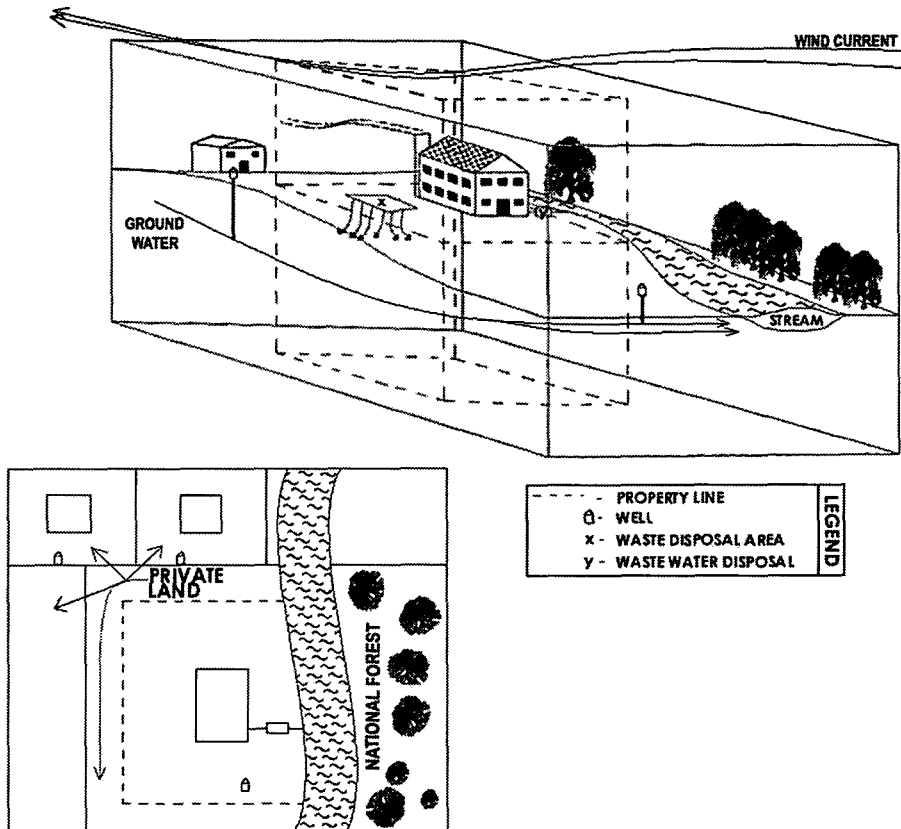 WIND CURRENT
GROUND
WATER
STREAM
- PROPERTY LINE
- WELL
x - WASTE DISPOSAL AREA
y - WASTE WATER DISPOSAL
LEGEND
PRIVATE
LAND
NATIONAL FOREST
x
(y)